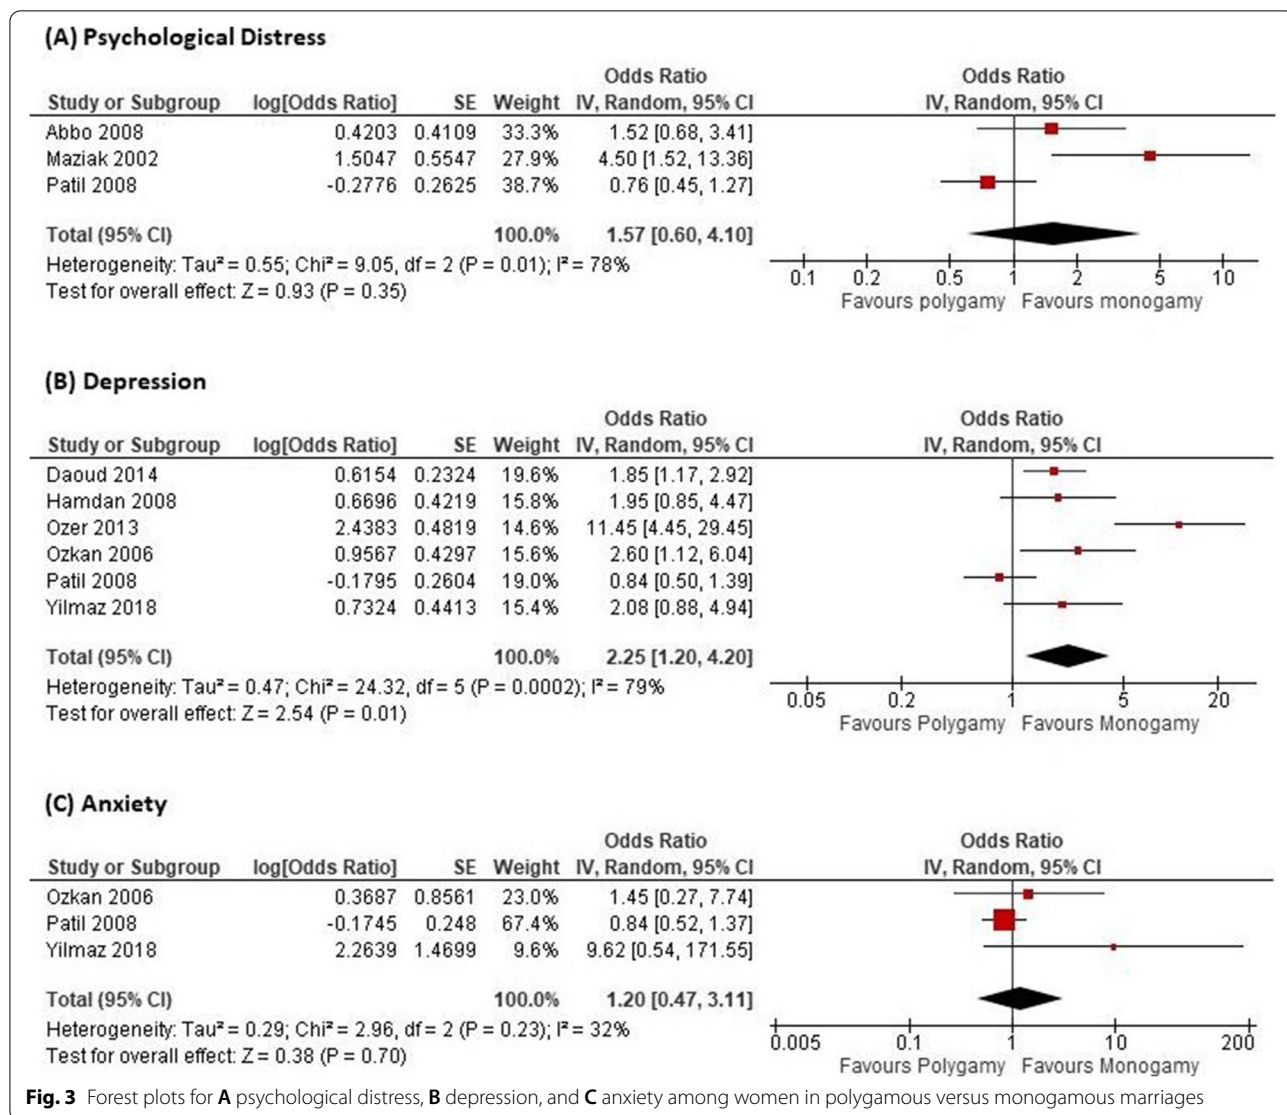 (A) Psychological Distress
Odds Ratio Odds Ratio
Study or Subgroup log[Odds Ratio] SE Weight IV, Random, 95% CI IV, Random, 95% CI
Abbo 2008 0.4203 0.4109 33.3% 1.52 [0.68, 3.41]
Maziak 2002 1.5047 0.5547 27.9% 4.50 [1.52, 13.36]
Patil 2008 -0.2776 0.2625 38.7% 0.76 [0.45, 1.27]
Total (95% CI) 100.0% 1.57 [0.60, 4.10]
Heterogeneity: Tau² = 0.55; Chi² = 9.05, df = 2 (P = 0.01); I² = 78%
Test for overall effect: Z = 0.93 (P = 0.35)
0.1 0.2 0.5 1 2 5 10
Favours polygamy Favours monogamy
(B) Depression
Odds Ratio Odds Ratio
Study or Subgroup log[Odds Ratio] SE Weight IV, Random, 95% CI IV, Random, 95% CI
Daoud 2014 0.6154 0.2324 19.6% 1.85 [1.17, 2.92]
Hamdan 2008 0.6696 0.4219 15.8% 1.95 [0.85, 4.47]
Ozer 2013 2.4383 0.4819 14.6% 11.45 [4.45, 29.45]
Ozkan 2006 0.9567 0.4297 15.6% 2.60 [1.12, 6.04]
Patil 2008 -0.1795 0.2604 19.0% 0.84 [0.50, 1.39]
Yilmaz 2018 0.7324 0.4413 15.4% 2.08 [0.88, 4.94]
Total (95% CI) 100.0% 2.25 [1.20, 4.20]
Heterogeneity: Tau² = 0.47; Chi² = 24.32, df = 5 (P = 0.0002); I² = 79%
Test for overall effect: Z = 2.54 (P = 0.01)
0.05 0.2 1 5 20
Favours Polygamy Favours Monogamy
(C) Anxiety
Odds Ratio Odds Ratio
Study or Subgroup log[Odds Ratio] SE Weight IV, Random, 95% CI IV, Random, 95% CI
Ozkan 2006 0.3687 0.8561 23.0% 1.45 [0.27, 7.74]
Patil 2008 -0.1745 0.248 67.4% 0.84 [0.52, 1.37]
Yilmaz 2018 2.2639 1.4699 9.6% 9.62 [0.54, 171.55]
Total (95% CI) 100.0% 1.20 [0.47, 3.11]
Heterogeneity: Tau² = 0.29; Chi² = 2.96, df = 2 (P = 0.23); I² = 32%
Test for overall effect: Z = 0.38 (P = 0.70)
0.005 0.1 1 10 200
Favours Polygamy Favours Monogamy
Fig. 3 Forest plots for A psychological distress, B depression, and C anxiety among women in polygamous versus monogamous marriages